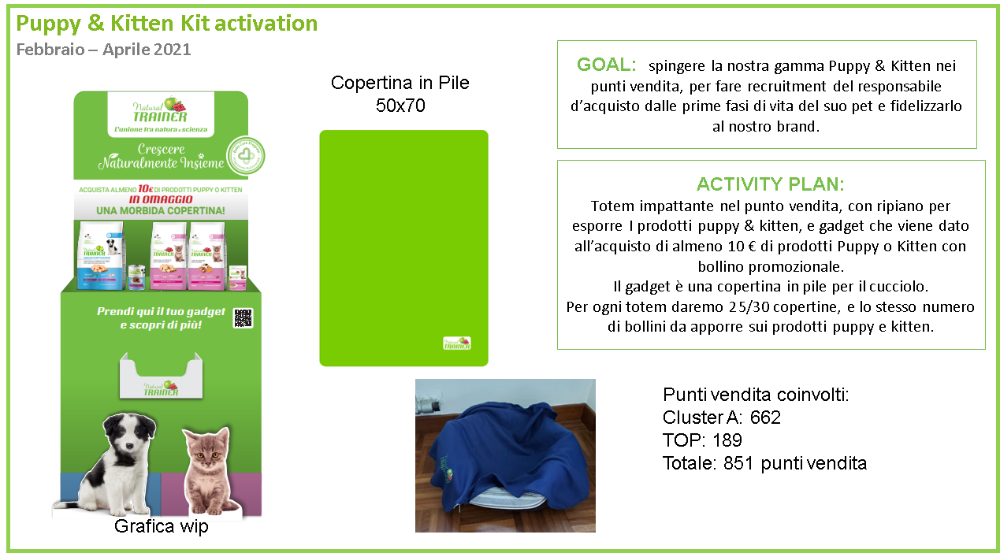 Puppy & Kitten Kit activation
Febbraio – Aprile 2021
Natural
TRAINER
L'unione tra natura e scienza
Crescere
Naturalmente Insieme
ACQUISTA ALMENO 10€ DI PRODOTTI PUPPY O KITTEN
IN OMAGGIO
UNA MORBIDA COPERTINA!
TRAINER
TRAINER
TRAINER
Prendi qui il tuo gadget
e scopri di più!
Natural
TRAINER
Grafica wip
Copertina in Pile
50x70
Natural
TRAINER
GOAL: spingere la nostra gamma Puppy & Kitten nei
punti vendita, per fare recruitment del responsabile
d'acquisto dalle prime fasi di vita del suo pet e fidelizzarlo
al nostro brand.
ACTIVITY PLAN:
Totem impattante nel punto vendita, con ripiano per
esporre I prodotti puppy & kitten, e gadget che viene dato
all'acquisto di almeno 10 € di prodotti Puppy o Kitten con
bollino promozionale.
Il gadget è una copertina in pile per il cucciolo.
Per ogni totem daremo 25/30 copertine, e lo stesso numero
di bollini da apporre sui prodotti puppy e kitten.
Punti vendita coinvolti:
Cluster A: 662
TOP: 189
Totale: 851 punti vendita